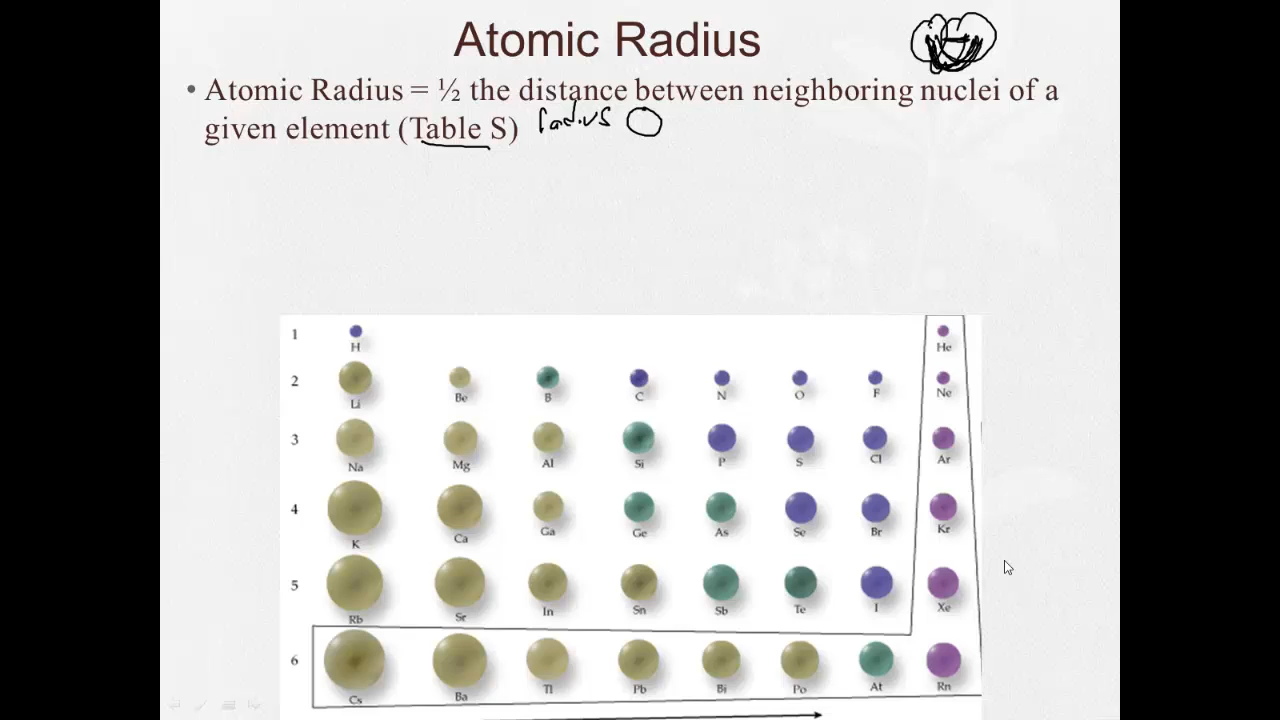 Atomic Radius
• Atomic Radius = ½ the distance between neighboring nuclei of a
given element (Table S) radius
1 H He
2 Li Be B C N O F Ne
3 Na Mg Al Si P S Cl Ar
4 K Ca Ga Ge As Se Br Kr
5 Rb Sr In Sn Sb Te I Xe
6 Cs Ba Tl Pb Bi Po At Rn